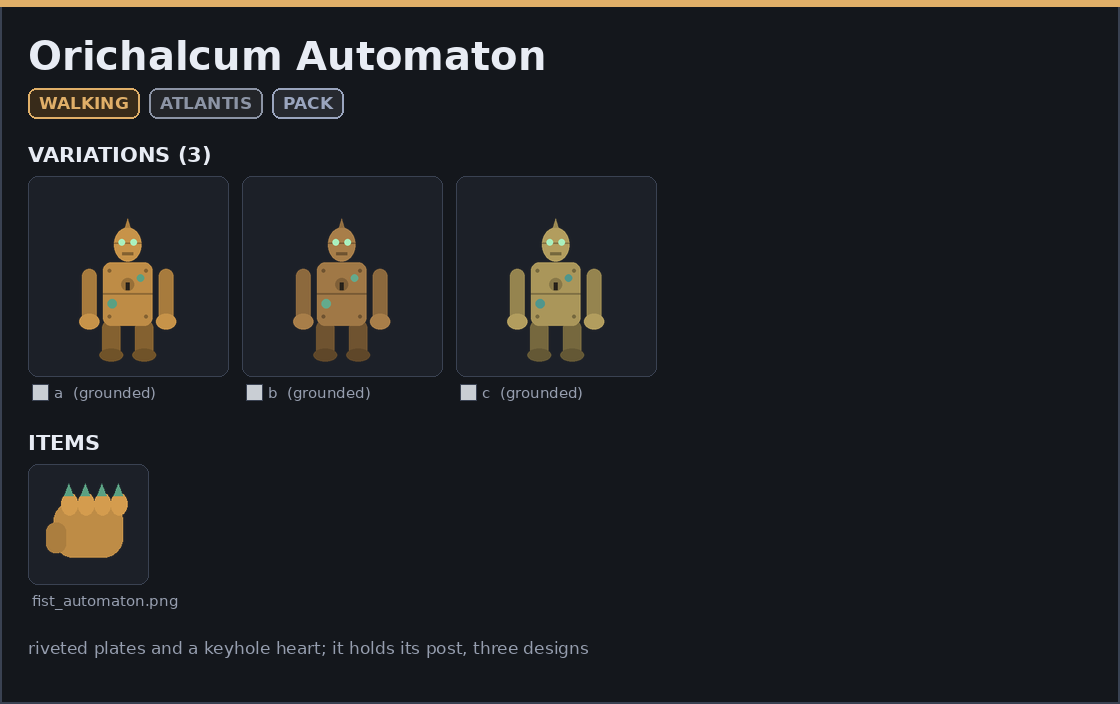 Orichalcum Automaton
WALKING ATLANTIS PACK
VARIATIONS (3)
a (grounded) b (grounded) c (grounded)
ITEMS
fist_automaton.png
riveted plates and a keyhole heart; it holds its post, three designs